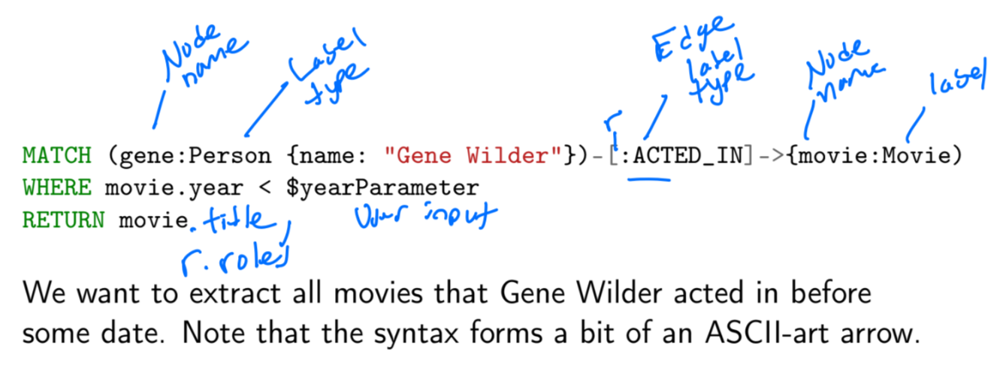 Node name
Label type
Edge label type
Node name
label
r
MATCH (gene:Person {name: "Gene Wilder"})-[:ACTED_IN]->{movie:Movie)
WHERE movie.year < $yearParameter
RETURN movie.title,
User input
r.roles
We want to extract all movies that Gene Wilder acted in before
some date. Note that the syntax forms a bit of an ASCII-art arrow.